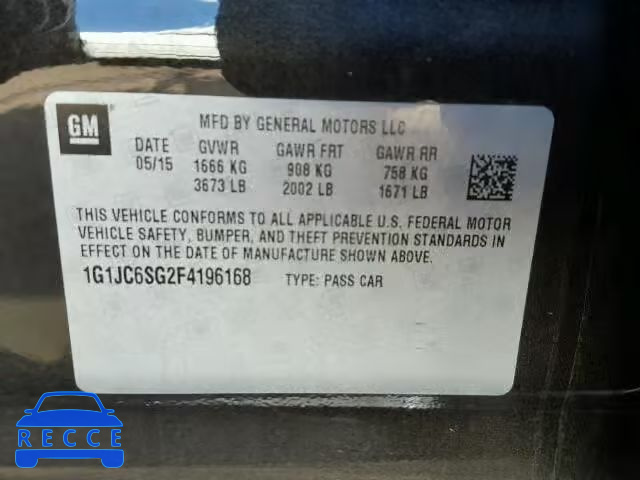 GM
MFD BY GENERAL MOTORS LLC
DATE GVWR GAWR FRT GAWR RR
05/15 1666 KG 908 KG 758 KG
3673 LB 2002 LB 1671 LB
THIS VEHICLE CONFORMS TO ALL APPLICABLE U.S. FEDERAL MOTOR
VEHICLE SAFETY, BUMPER, AND THEFT PREVENTION STANDARDS IN
EFFECT ON THE DATE OF MANUFACTURE SHOWN ABOVE.
1G1JC6SG2F4196168 TYPE: PASS CAR
RECCE